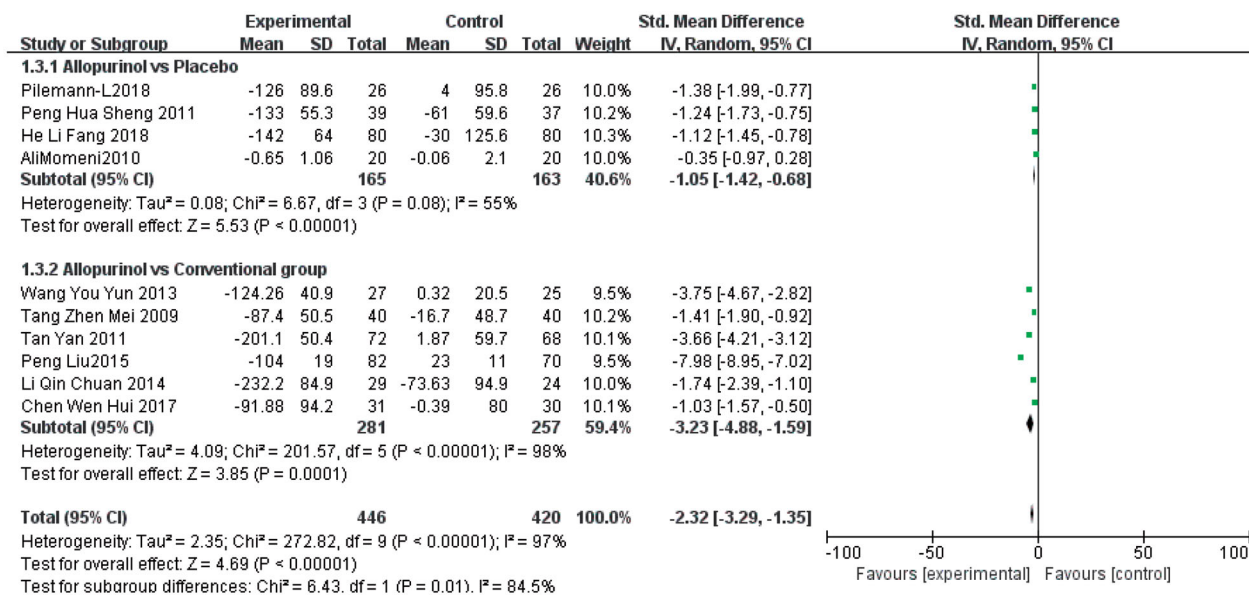 Experimental Control Std. Mean Difference Std. Mean Difference
Study or Subgroup Mean SD Total Mean SD Total Weight IV, Random, 95% CI IV, Random, 95% CI
1.3.1 Allopurinol vs Placebo
Pilemann-L2018 -126 89.6 26 4 95.8 26 10.0% -1.38 [-1.99, -0.77]
Peng Hua Sheng 2011 -133 55.3 39 -61 59.6 37 10.2% -1.24 [-1.73, -0.75]
He Li Fang 2018 -142 64 80 -30 125.6 80 10.3% -1.12 [-1.45, -0.78]
AliMomeni2010 -0.65 1.06 20 -0.06 2.1 20 10.0% -0.35 [-0.97, 0.28]
Subtotal (95% CI) 165 163 40.6% -1.05 [-1.42, -0.68]
Heterogeneity: Tau² = 0.08; Chi² = 6.67, df = 3 (P = 0.08); I² = 55%
Test for overall effect: Z = 5.53 (P < 0.00001)
1.3.2 Allopurinol vs Conventional group
Wang You Yun 2013 -124.26 40.9 27 0.32 20.5 25 9.5% -3.75 [-4.67, -2.82]
Tang Zhen Mei 2009 -87.4 50.5 40 -16.7 48.7 40 10.2% -1.41 [-1.90, -0.92]
Tan Yan 2011 -201.1 50.4 72 1.87 59.7 68 10.1% -3.66 [-4.21, -3.12]
Peng Liu2015 -104 19 82 23 11 70 9.5% -7.98 [-8.95, -7.02]
Li Qin Chuan 2014 -232.2 84.9 29 -73.63 94.9 24 10.0% -1.74 [-2.39, -1.10]
Chen Wen Hui 2017 -91.88 94.2 31 -0.39 80 30 10.1% -1.03 [-1.57, -0.50]
Subtotal (95% CI) 281 257 59.4% -3.23 [-4.88, -1.59]
Heterogeneity: Tau² = 4.09; Chi² = 201.57, df = 5 (P < 0.00001); I² = 98%
Test for overall effect: Z = 3.85 (P = 0.0001)
Total (95% CI) 446 420 100.0% -2.32 [-3.29, -1.35]
Heterogeneity: Tau² = 2.35; Chi² = 272.82, df = 9 (P < 0.00001); I² = 97%
Test for overall effect: Z = 4.69 (P < 0.00001)
Test for subgroup differences: Chi² = 6.43, df = 1 (P = 0.01), I² = 84.5%
-100 -50 0 50 100
Favours [experimental] Favours [control]